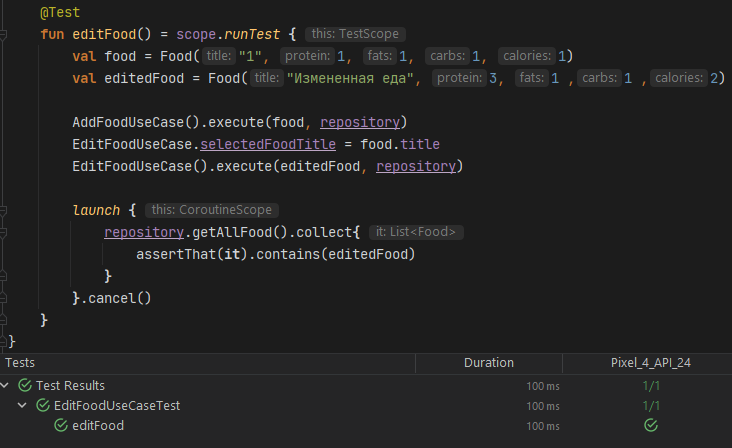 @Test
fun editFood() = scope.runTest { this: TestScope
val food = Food(title: "1", protein: 1, fats: 1, carbs: 1, calories: 1)
val editedFood = Food(title: "Измененная еда", protein: 3, fats: 1 ,carbs: 1 ,calories: 2)
AddFoodUseCase().execute(food, repository)
EditFoodUseCase.selectedFoodTitle = food.title
EditFoodUseCase().execute(editedFood, repository)
launch { this: CoroutineScope
repository.getAllFood().collect{ it: List<Food>
assertThat(it).contains(editedFood)
}
}.cancel()
}
}
Tests Duration Pixel_4_API_24
Test Results 100 ms 1/1
EditFoodUseCaseTest 100 ms 1/1
editFood 100 ms